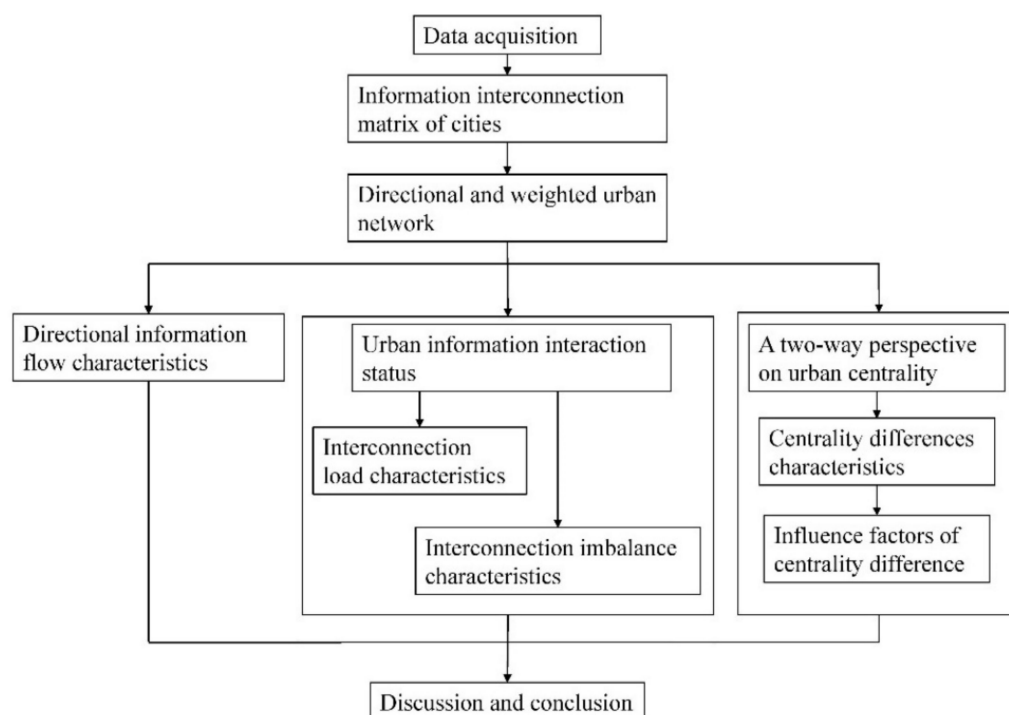 Data acquisition
Information interconnection
matrix of cities
Directional and weighted urban
network
Directional information
flow characteristics
Urban information interaction
status
Interconnection
load characteristics
Interconnection imbalance
characteristics
A two-way perspective
on urban centrality
Centrality differences
characteristics
Influence factors of
centrality difference
Discussion and conclusion